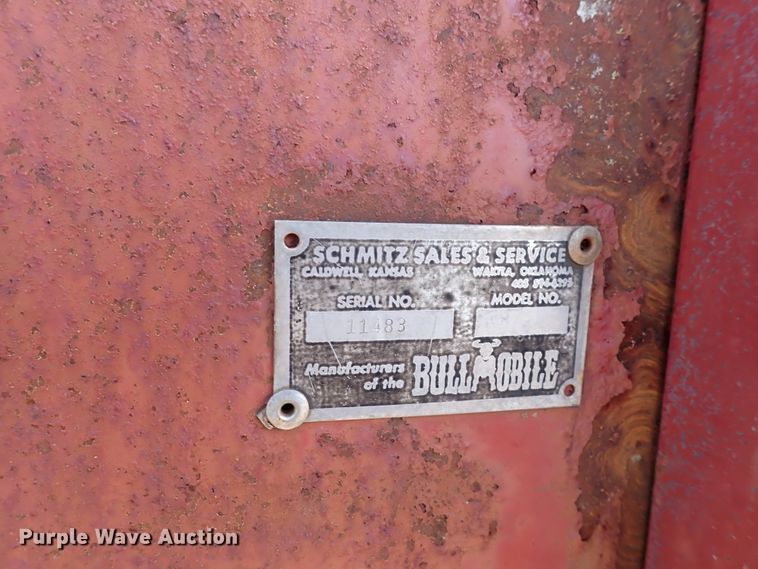 SCHMITZ SALES & SERVICE
CALDWELL, KANSAS WAKITA, OKLAHOMA
405
SERIAL NO. MODEL NO.
11483
Manufacturers of the BULLMOBILE
Purple Wave Auction